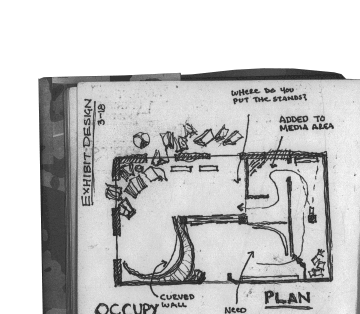 WHERE DO YOU
PUT THE STANDS?
EXHIBIT DESIGN
3-18
ADDED TO
MEDIA AREA
CURVED
WALL
OCCUPY
NEED
PLAN